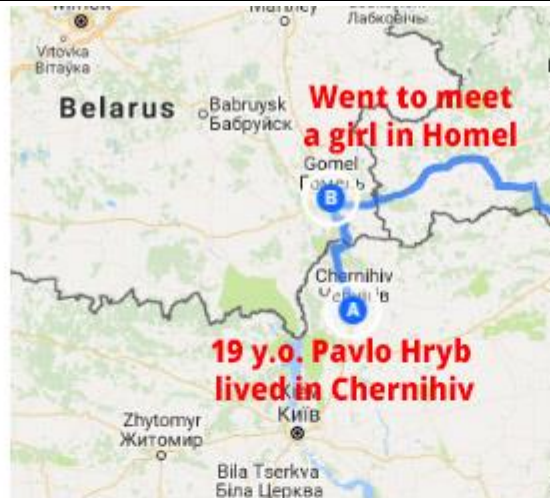 Vitovka
Вітаўка
Лабковічы
Belarus
Babruysk
Бабруйск
Went to meet
a girl in Homel
Gomel
B
Chernihiv
A
19 y.o. Pavlo Hryb
lived in Chernihiv
Київ
Zhytomyr
Житомир
Bila Tserkva
Біла Церква